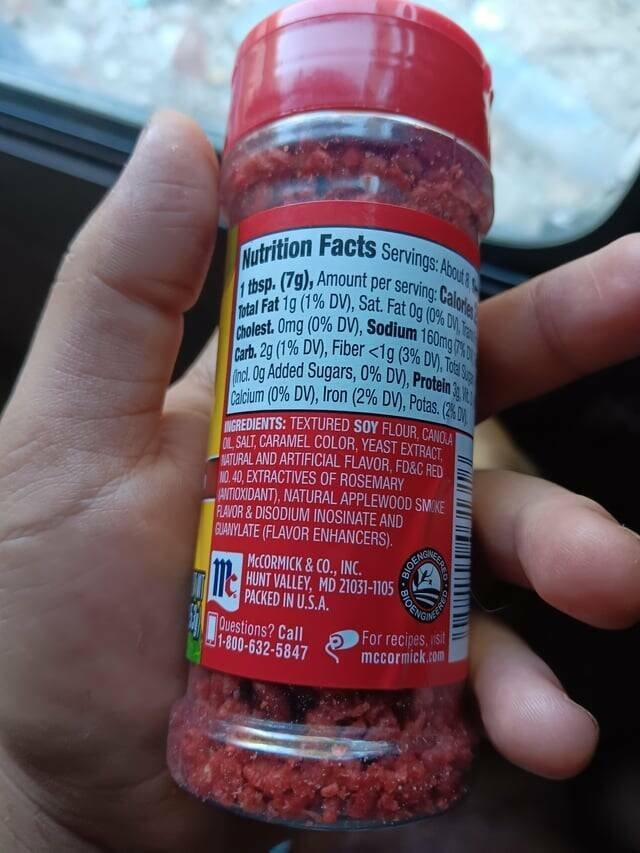 Nutrition Facts Servings: About 8
1 tbsp. (7g), Amount per serving: Calories
Total Fat 1g (1% DV), Sat. Fat 0g (0% DV),
Cholest. 0mg (0% DV), Sodium 160mg (7%
Carb. 2g (1% DV), Fiber <1g (3% DV), Total
(Incl. 0g Added Sugars, 0% DV), Protein 3g,
Calcium (0% DV), Iron (2% DV), Potas. (2% DV).
INGREDIENTS: TEXTURED SOY FLOUR, CANOLA
OIL, SALT, CARAMEL COLOR, YEAST EXTRACT,
NATURAL AND ARTIFICIAL FLAVOR, FD&C RED
NO. 40, EXTRACTIVES OF ROSEMARY
(ANTIOXIDANT), NATURAL APPLEWOOD SMOKE
FLAVOR & DISODIUM INOSINATE AND
GUANYLATE (FLAVOR ENHANCERS).
Mc
McCORMICK & CO., INC.
HUNT VALLEY, MD 21031-1105
PACKED IN U.S.A.
BIOENGINEERED
BIOENGINEERED
Questions? Call
1-800-632-5847
For recipes, visit
mccormick.com